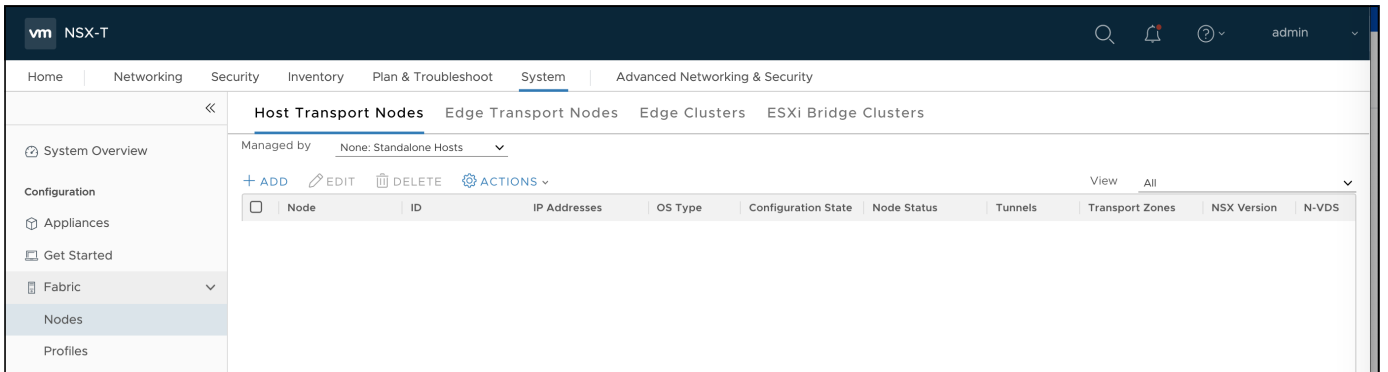 vm NSX-T
admin
Home Networking Security Inventory Plan & Troubleshoot System Advanced Networking & Security
Host Transport Nodes Edge Transport Nodes Edge Clusters ESXi Bridge Clusters
Managed by None: Standalone Hosts
System Overview
+ ADD EDIT DELETE ACTIONS
View All
Configuration
Node ID IP Addresses OS Type Configuration State Node Status Tunnels Transport Zones NSX Version N-VDS
Appliances
Get Started
Fabric
Nodes
Profiles